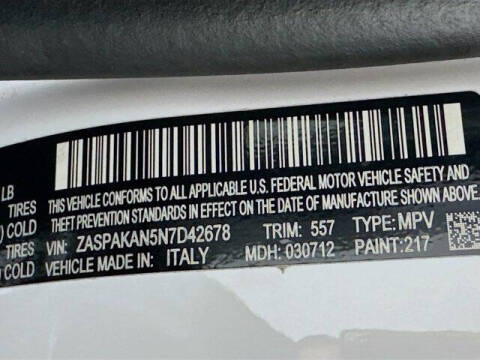 LB
TIRES
COLD
TIRES
) COLD
THIS VEHICLE CONFORMS TO ALL APPLICABLE U.S. FEDERAL MOTOR VEHICLE SAFETY AND
THEFT PREVENTION STANDARDS IN EFFECT ON THE DATE OF MANUFACTURE SHOWN ABOVE.
VIN: ZASPAKAN5N7D42678 TRIM: 557 TYPE: MPV
VEHICLE MADE IN: ITALY MDH: 030712 PAINT: 217